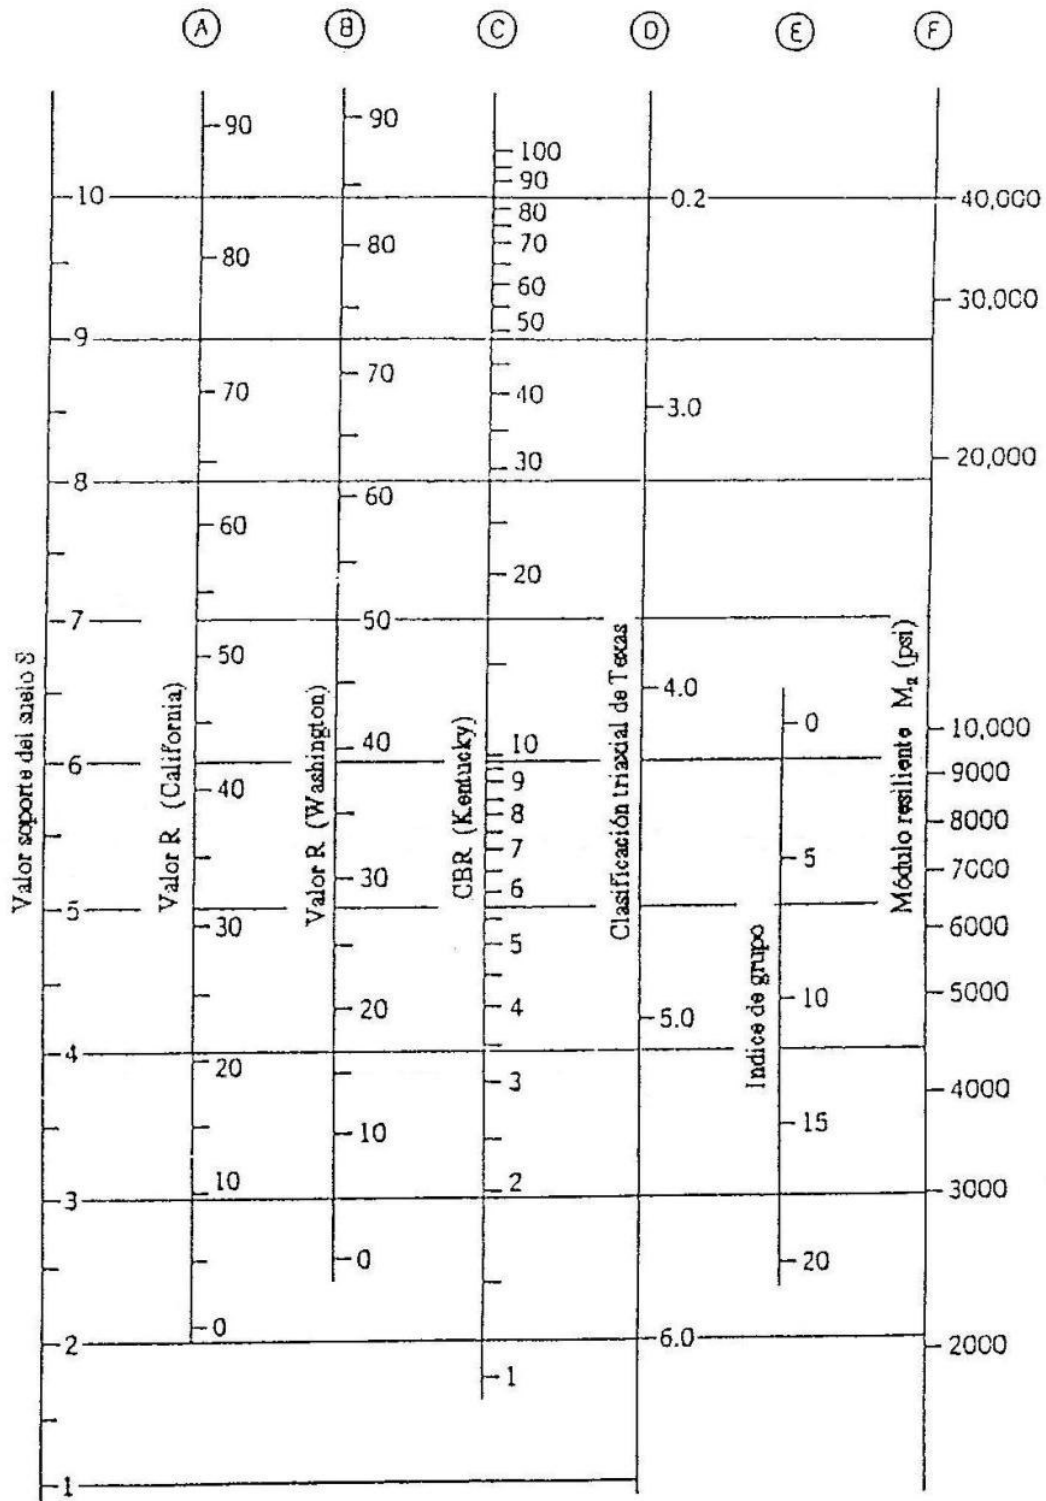 A B C D E F
90 90
100
90
10 0.2 40,000
80
80 70
80
60 30,000
50
9
70
70 40 3.0
30 20,000
8
60
60
20
7 50
50
4.0
0
40 10 10,000
6
40 9 9000
8 8000
7 5
30 6 7000
5
30 5 6000
10 5000
20 4 5.0
4
20 3 4000
10 15
10 2 3000
3
0 20
0
2 6.0 2000
1
1
Valor soporte del suelo S
Valor R (California)
Valor R (Washington)
CBR (Kentucky)
Clasificación triaxial de Texas
Indice de grupo
Módulo resiliente M<sub>R</sub> (psi)